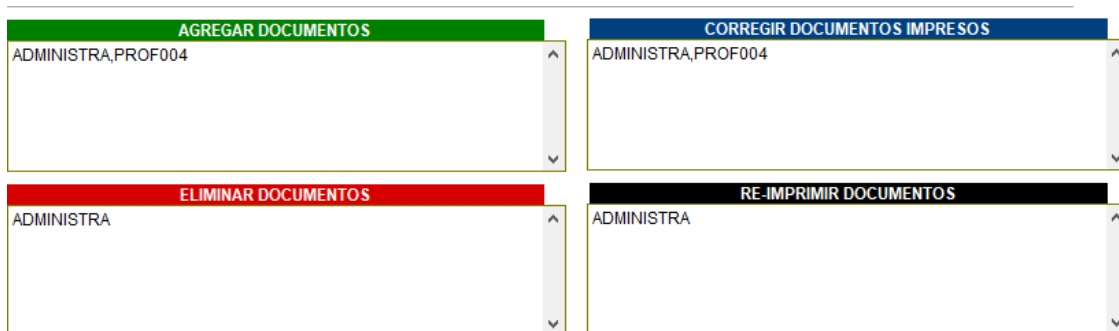 AGREGAR DOCUMENTOS
ADMINISTRA,PROF004
CORREGIR DOCUMENTOS IMPRESOS
ADMINISTRA,PROF004
ELIMINAR DOCUMENTOS
ADMINISTRA
RE-IMPRIMIR DOCUMENTOS
ADMINISTRA